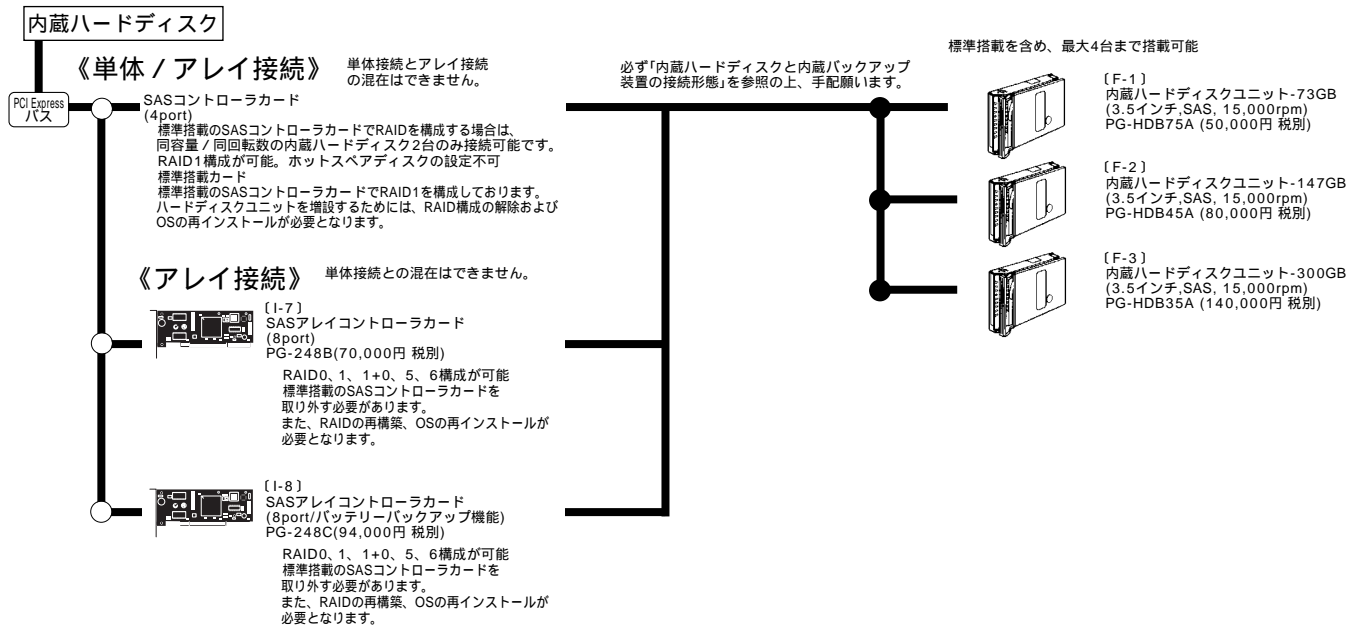 内蔵ハードディスク
PCI Express
バス
《単体 / アレイ接続》
単体接続とアレイ接続
の混在はできません。
SASコントローラカード
(4port)
標準搭載のSASコントローラカードでRAIDを構成する場合は、
同容量 / 同回転数の内蔵ハードディスク2台のみ接続可能です。
RAID1構成が可能。ホットスペアディスクの設定不可
標準搭載カード
標準搭載のSASコントローラカードでRAID1を構成しております。
ハードディスクユニットを増設するためには、RAID構成の解除および
OSの再インストールが必要となります。
《アレイ接続》
単体接続との混在はできません。
〔I-7〕
SASアレイコントローラカード
(8port)
PG-248B(70,000円 税別)
RAID0、1、1+0、5、6構成が可能
標準搭載のSASコントローラカードを
取り外す必要があります。
また、RAIDの再構築、OSの再インストールが
必要となります。
〔I-8〕
SASアレイコントローラカード
(8port/バッテリーバックアップ機能)
PG-248C(94,000円 税別)
RAID0、1、1+0、5、6構成が可能
標準搭載のSASコントローラカードを
取り外す必要があります。
また、RAIDの再構築、OSの再インストールが
必要となります。
必ず｢内蔵ハードディスクと内蔵バックアップ
装置の接続形態｣を参照の上、手配願います。
標準搭載を含め、最大4台まで搭載可能
〔F-1〕
内蔵ハードディスクユニット-73GB
(3.5インチ,SAS, 15,000rpm)
PG-HDB75A (50,000円 税別)
〔F-2〕
内蔵ハードディスクユニット-147GB
(3.5インチ,SAS, 15,000rpm)
PG-HDB45A (80,000円 税別)
〔F-3〕
内蔵ハードディスクユニット-300GB
(3.5インチ,SAS, 15,000rpm)
PG-HDB35A (140,000円 税別)